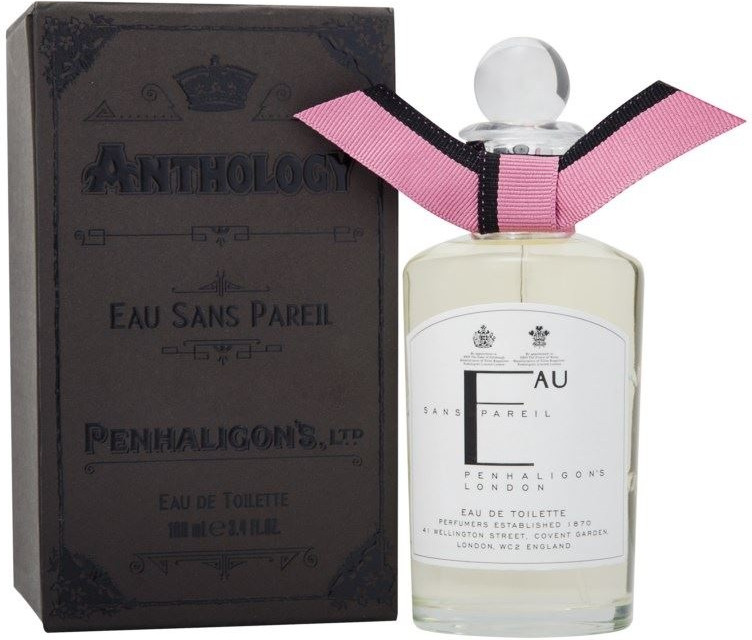 ANTHOLOGY
EAU SANS PAREIL
PENHALIGON'S, LTD
EAU DE TOILETTE
100 ml e 3.4 fl.oz.
EAU
SANS PAREIL
PENHALIGON'S
LONDON
EAU DE TOILETTE
PERFUMERS ESTABLISHED 1870
41 WELLINGTON STREET, COVENT GARDEN
LONDON, WC2 ENGLAND